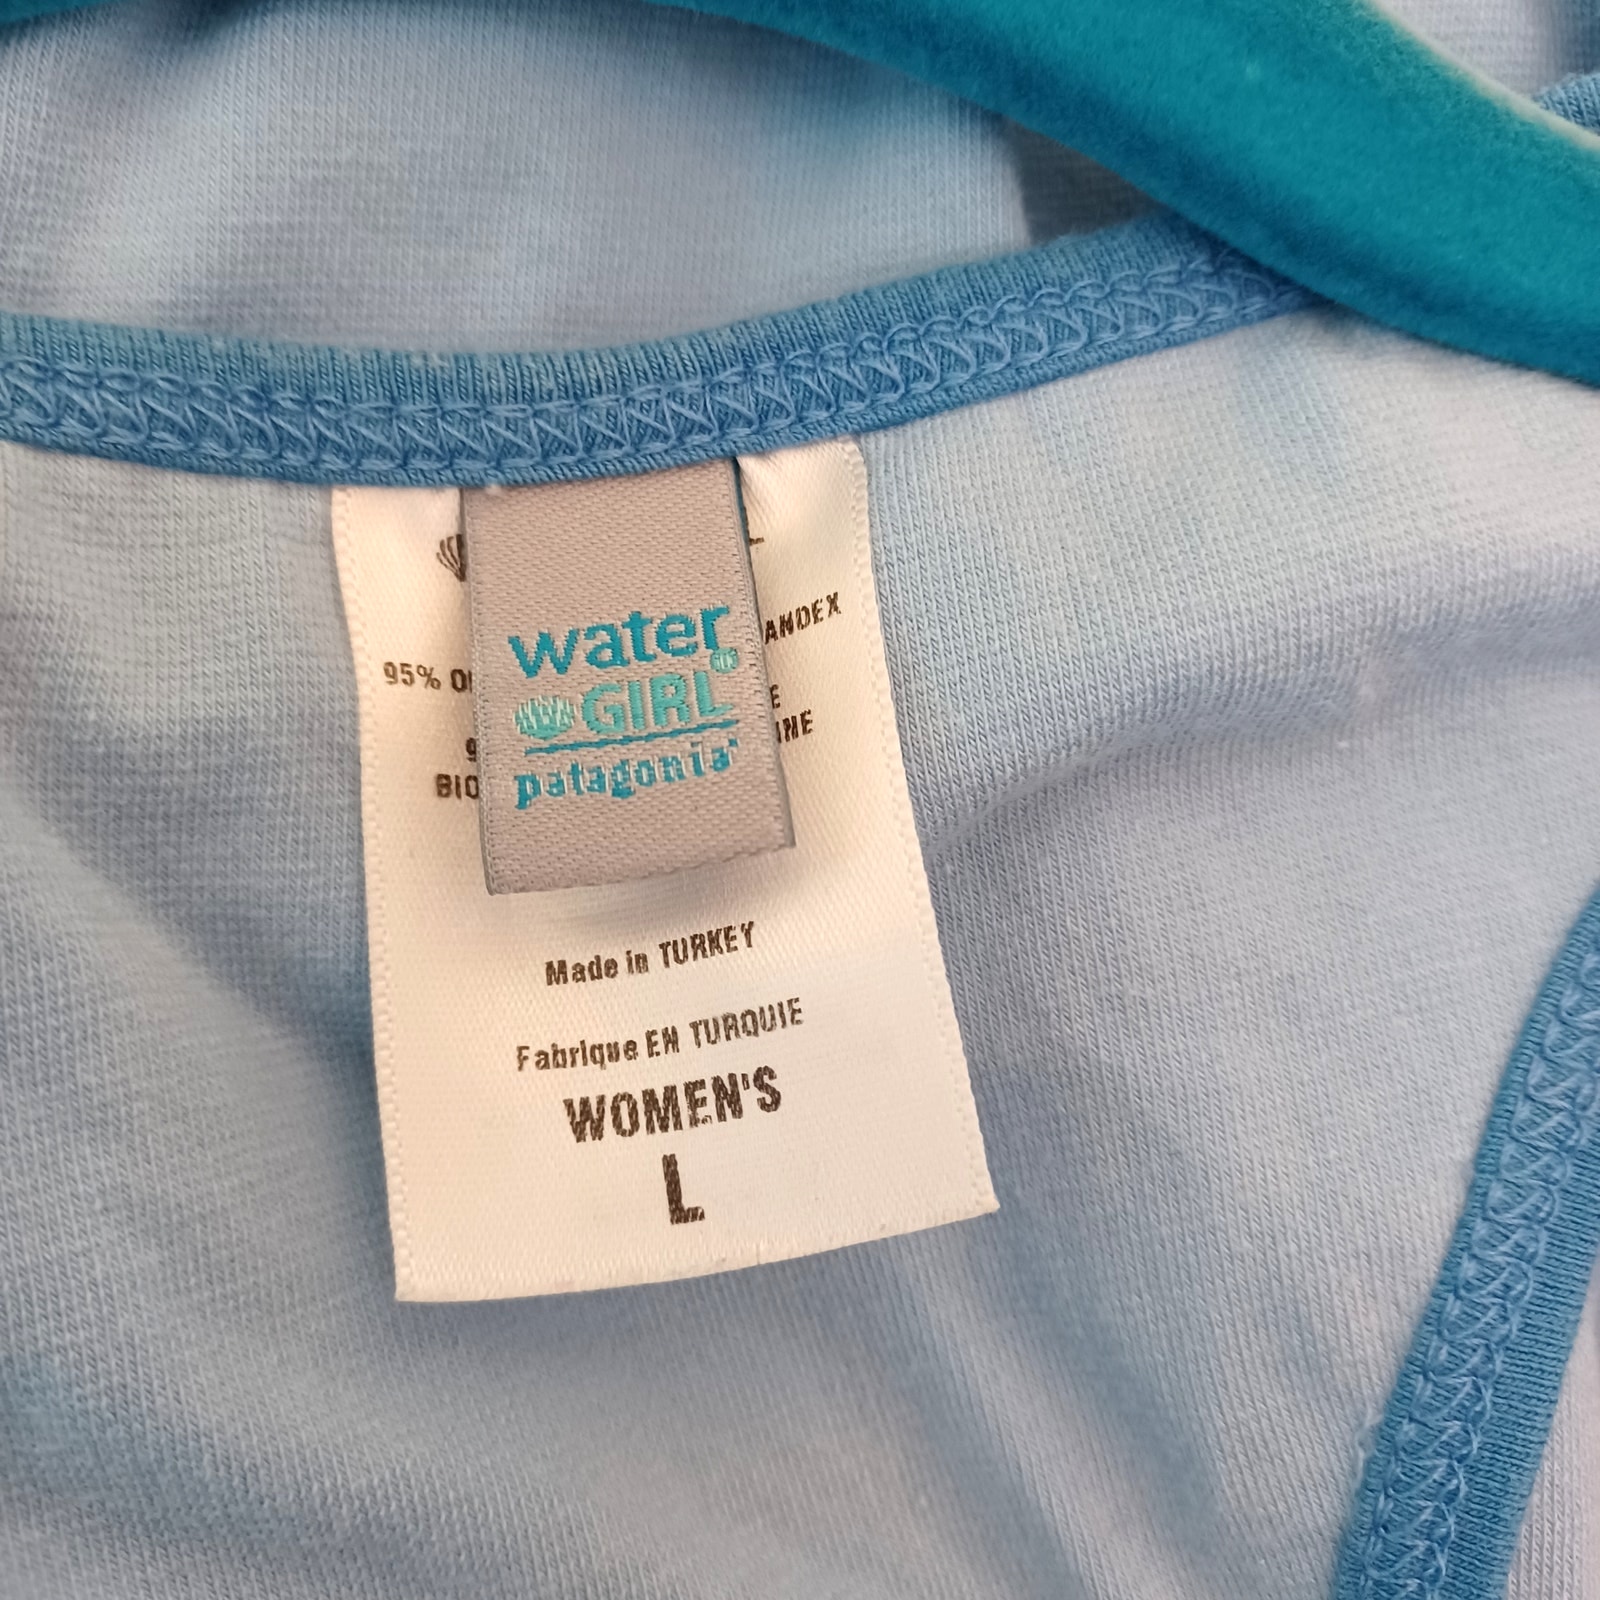 water
GIRL
patagonia
95%
Made in TURKEY
Fabrique EN TURQUIE
WOMEN'S
L